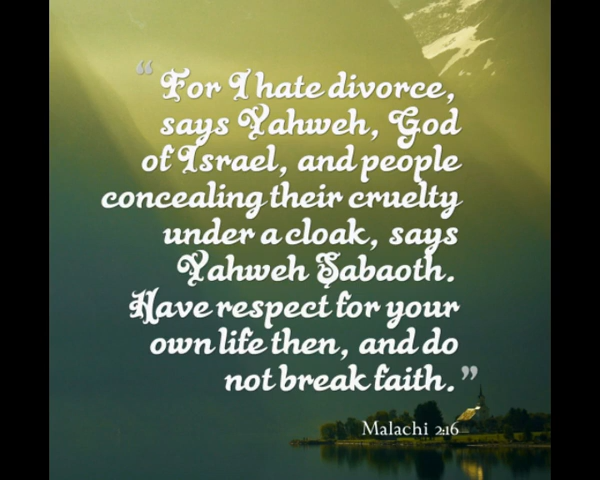 “ For I hate divorce,
says Yahweh, God
of Israel, and people
concealing their cruelty
under a cloak, says
Yahweh Sabaoth.
Have respect for your
own life then, and do
not break faith. ”
Malachi 2:16